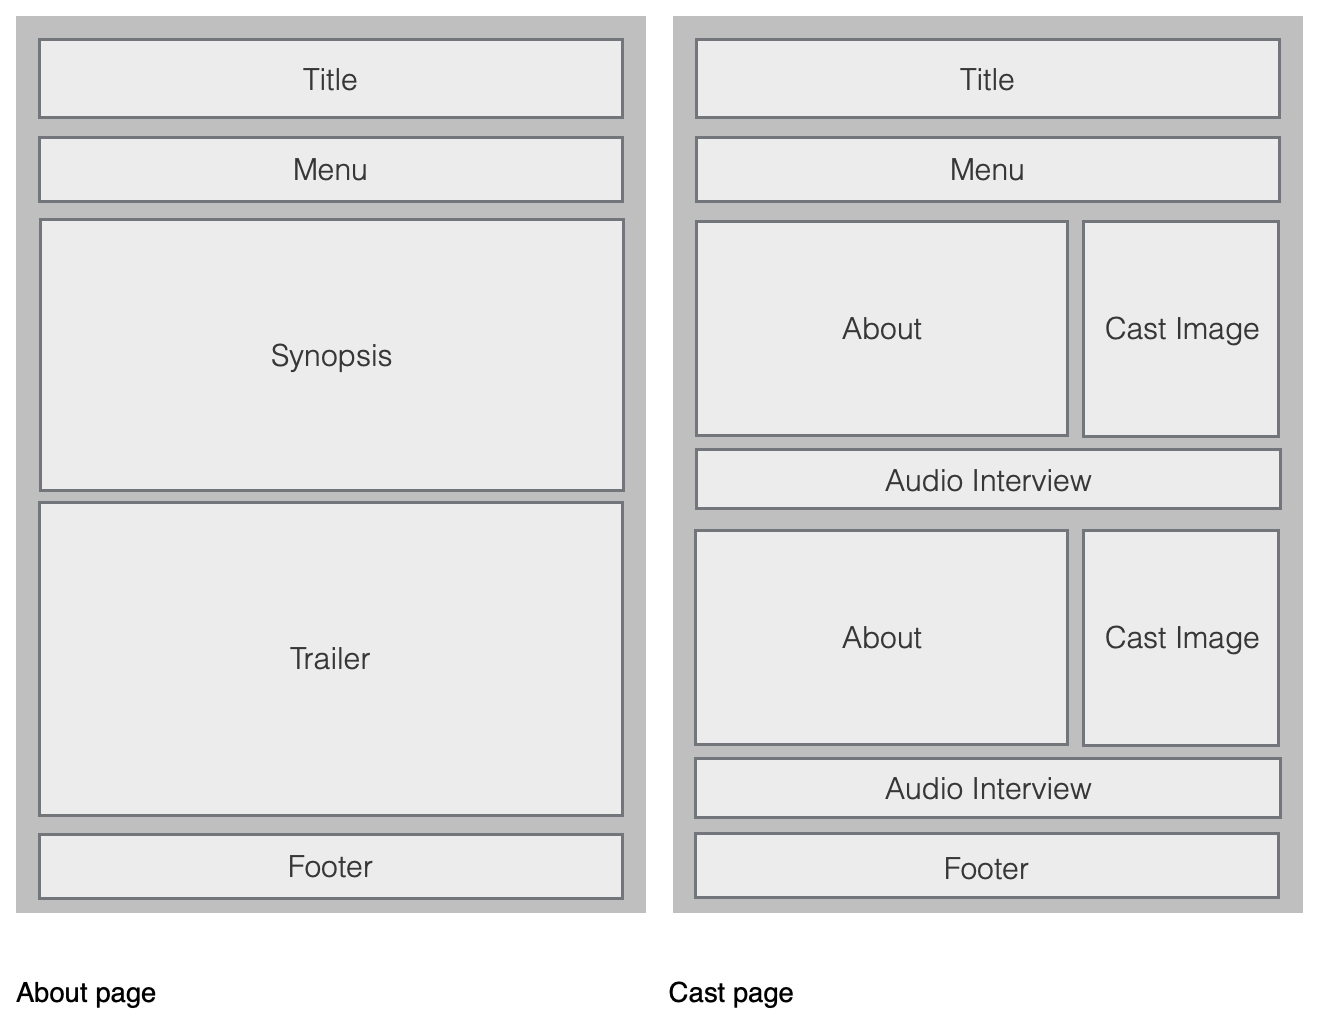 Title
Menu
Synopsis
Trailer
Footer
About page
Title
Menu
About
Cast Image
Audio Interview
About
Cast Image
Audio Interview
Footer
Cast page